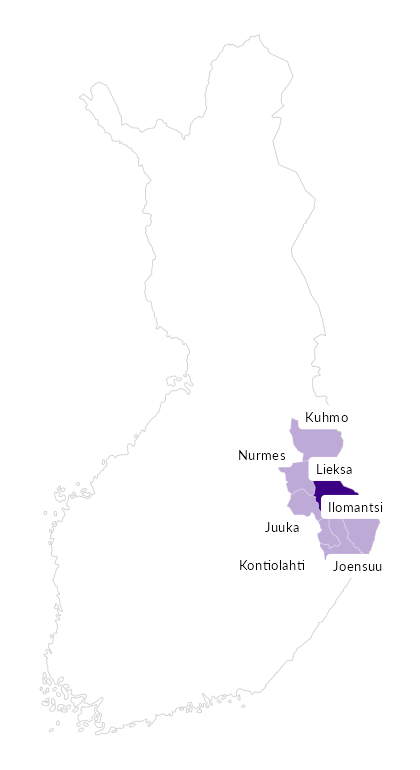 Kuhmo
Nurmes
Lieksa
Ilomantsi
Juuka
Kontiolahti
Joensuu